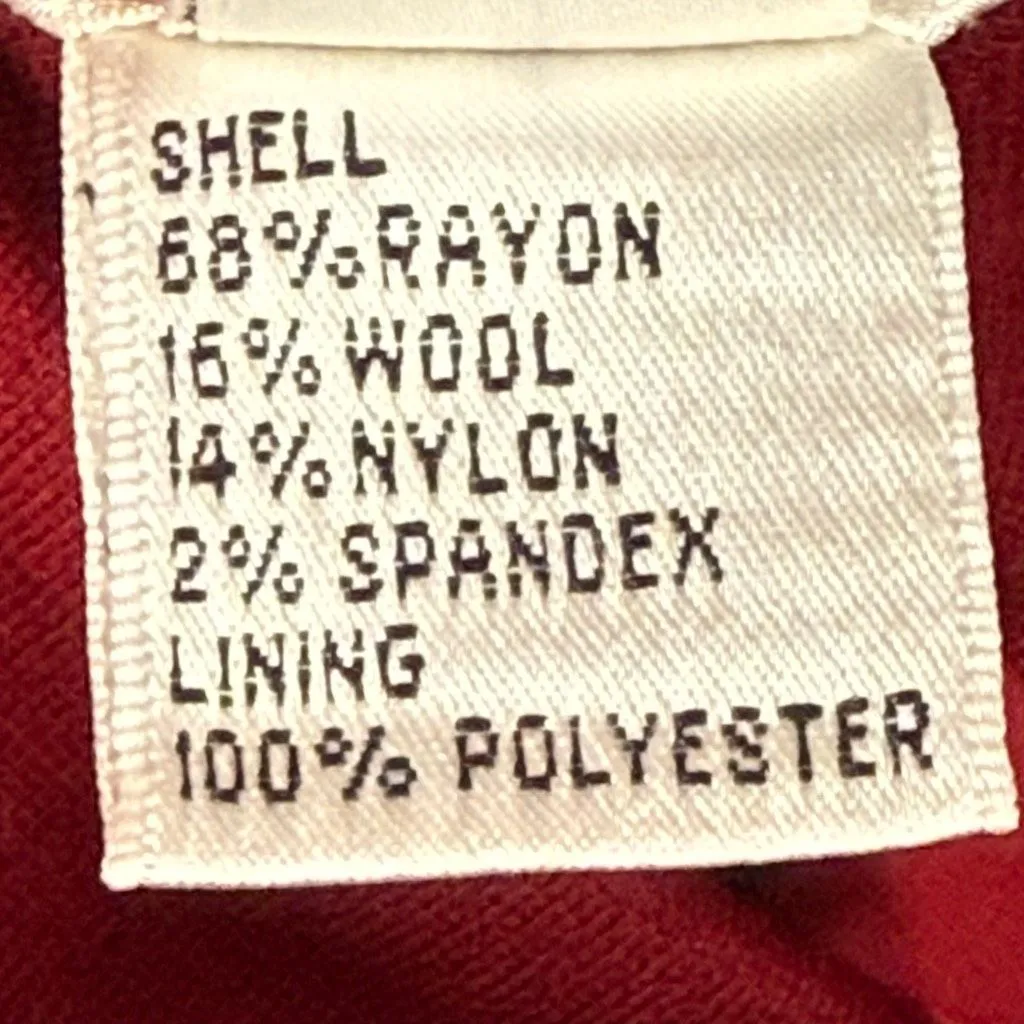 SHELL
68% RAYON
16% WOOL
14% NYLON
2% SPANDEX
LINING
100% POLYESTER